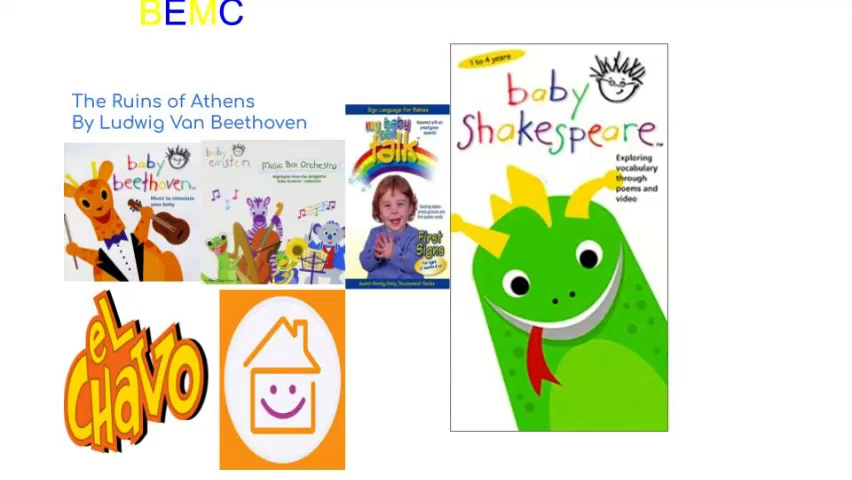 BEMC
The Ruins of Athens
By Ludwig Van Beethoven
baby
beethoven™
Music to stimulate
your baby
baby
einstein
Music Box Orchestra
Sign Language For Babies
my baby
can
talk
First
Signs
1 to 4 years
baby
Shakespeare™
Exploring
vocabulary
through
poems and
video
eL
CHavo